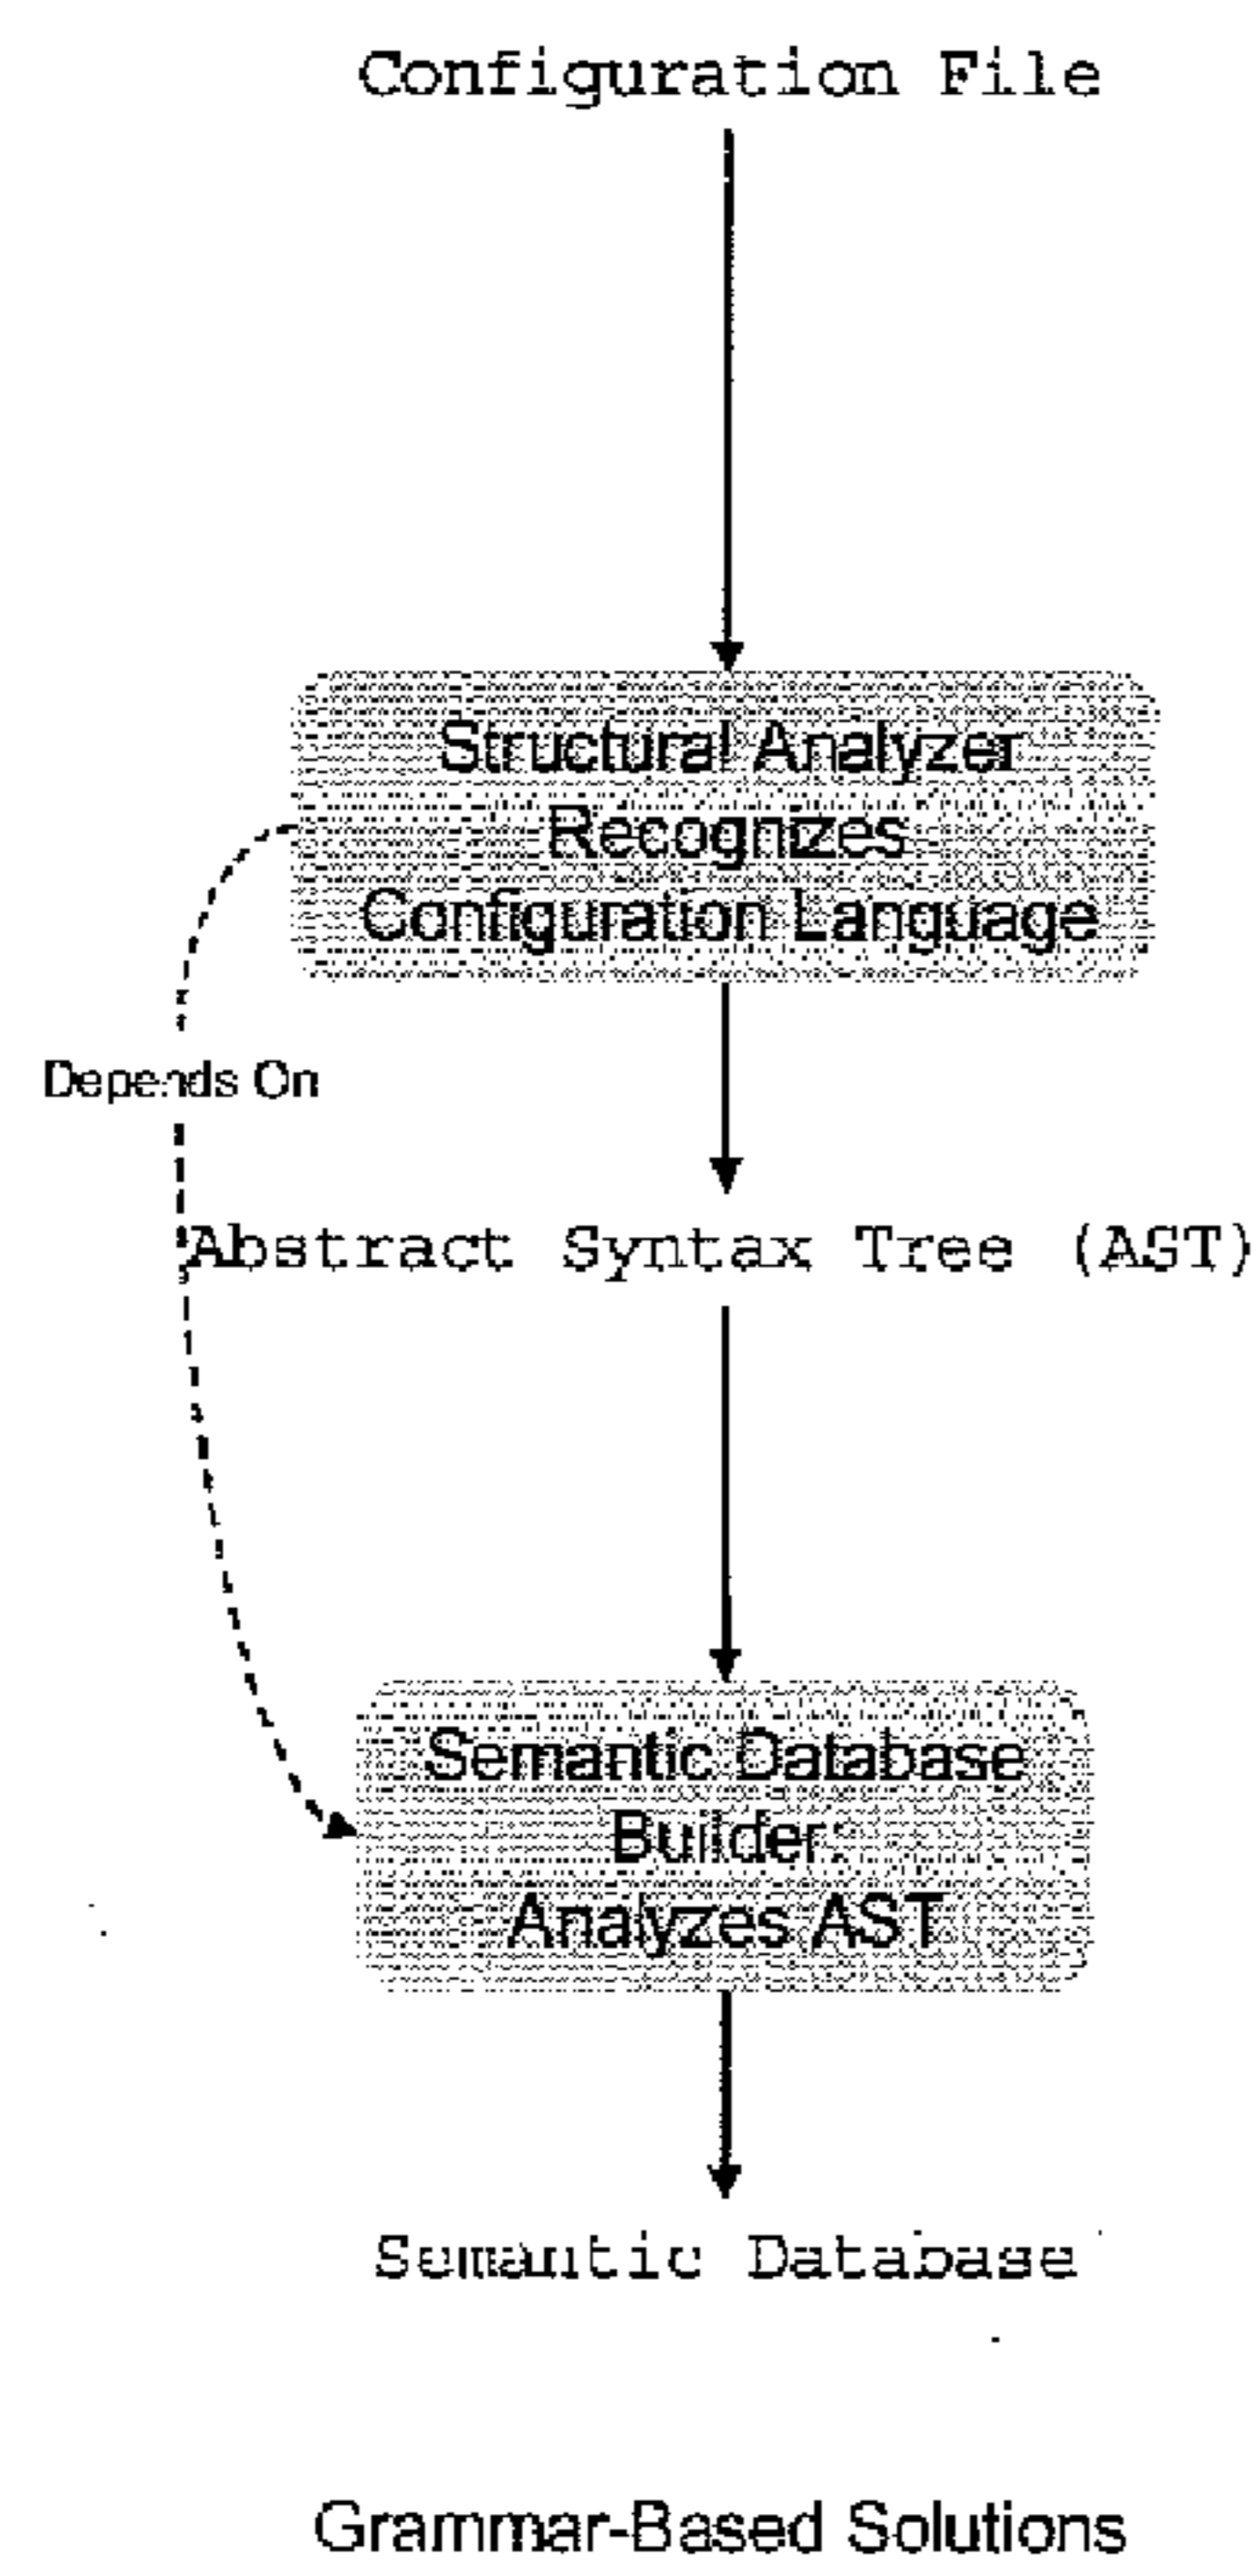 Configuration File
Structural Analyzer
Recognizes
Configuration Language
Depends On
Abstract Syntax Tree (AST)
Semantic Database
Builder:
Analyzes AST
Semantic Database
Grammar-Based Solutions